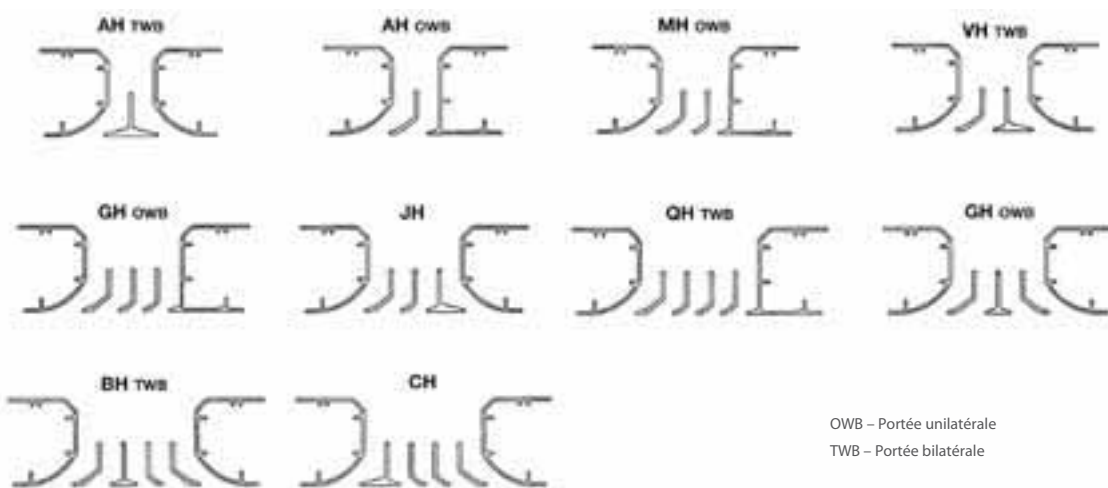 AH TWB
AH OWB
MH OWB
VH TWB
GH OWB
JH
QH TWB
GH OWB
BH TWB
CH
OWB – Portée unilatérale
TWB – Portée bilatérale